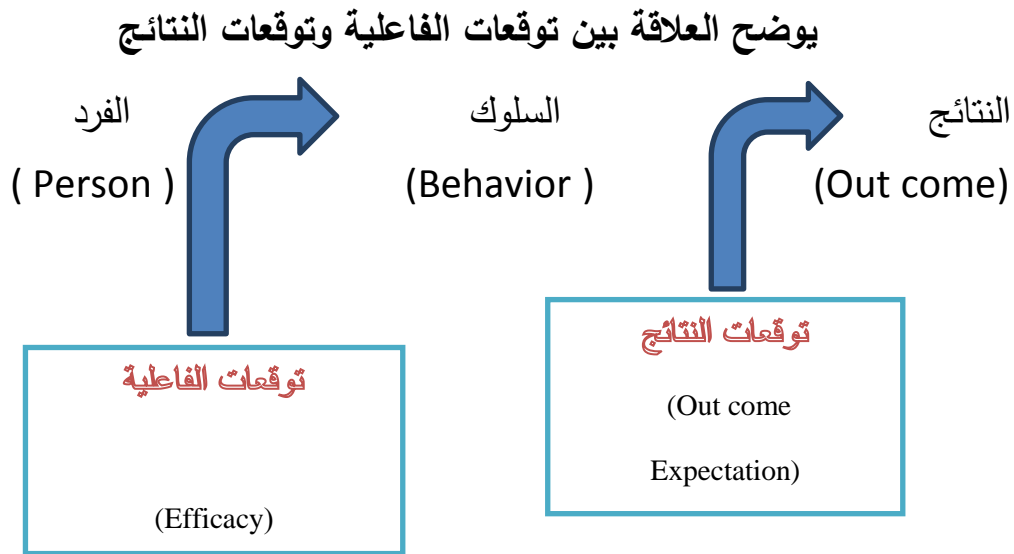 يوضح العلاقة بين توقعات الفاعلية وتوقعات النتائج
الفرد
( Person )
السلوك
(Behavior )
النتائج
(Out come)
توقعات الفاعلية
(Efficacy)
توقعات النتائج
(Out come
Expectation)